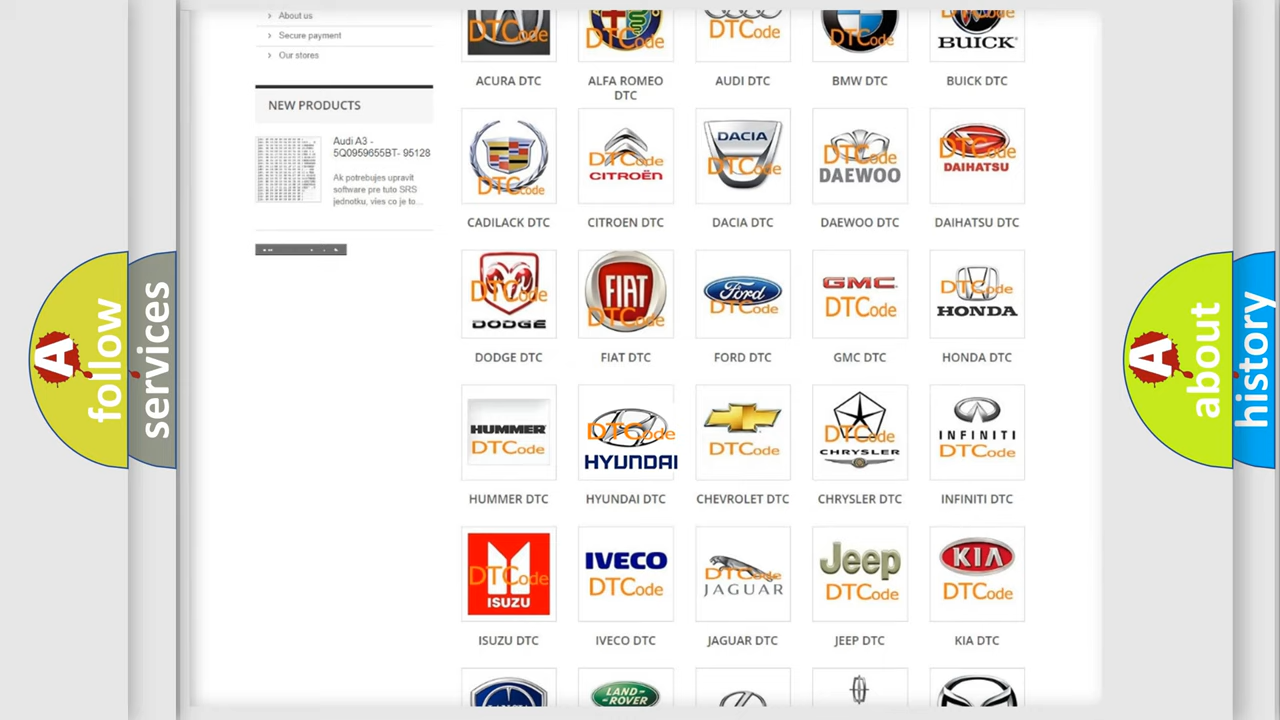 About us
Secure payment
Our stores
NEW PRODUCTS
Audi A3 -
5Q0959655BT- 95128
Ak potrebujes upravit
software pre tuto SRS
jednotku, vies co je to...
DTCode
DTCode
DTCode
DTCode
BUICK
ACURA DTC
ALFA ROMEO
DTC
AUDI DTC
BMW DTC
BUICK DTC
DTCode
DTCode
CITROËN
DACIA
DTCode
DTCode
DAEWOO
DTCode
DAIHATSU
CADILACK DTC
CITROEN DTC
DACIA DTC
DAEWOO DTC
DAIHATSU DTC
DTCode
DODGE
FIAT
DTCode
Ford
DTCode
GMC
DTCode
DTCode
HONDA
DODGE DTC
FIAT DTC
FORD DTC
GMC DTC
HONDA DTC
HUMMER
DTCode
DTCode
HYUNDAI
DTCode
DTCode
CHRYSLER
INFINITI
DTCode
HUMMER DTC
HYUNDAI DTC
CHEVROLET DTC
CHRYSLER DTC
INFINITI DTC
DTCode
ISUZU
IVECO
DTCode
DTCode
JAGUAR
Jeep
DTCode
KIA
DTCode
ISUZU DTC
IVECO DTC
JAGUAR DTC
JEEP DTC
KIA DTC
LAND-
ROVER
A
follow
services
A
about
history